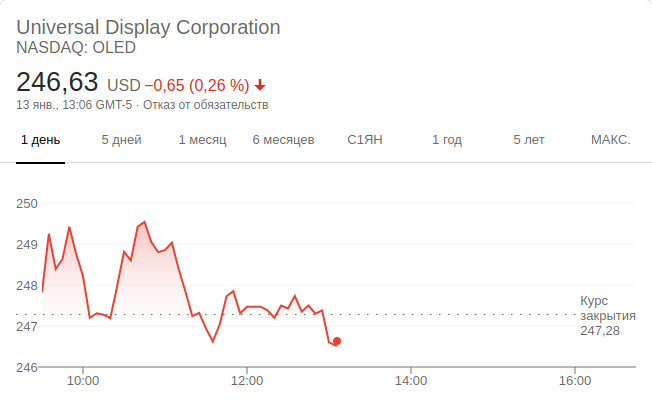 Universal Display Corporation
NASDAQ: OLED
246,63 USD −0,65 (0,26 %)
13 янв., 13:06 GMT-5 · Отказ от обязательств
1 день 5 дней 1 месяц 6 месяцев С1ЯН 1 год 5 лет МАКС.
250
249
248
247
246
Курс
закрытия
247,28
10:00 12:00 14:00 16:00